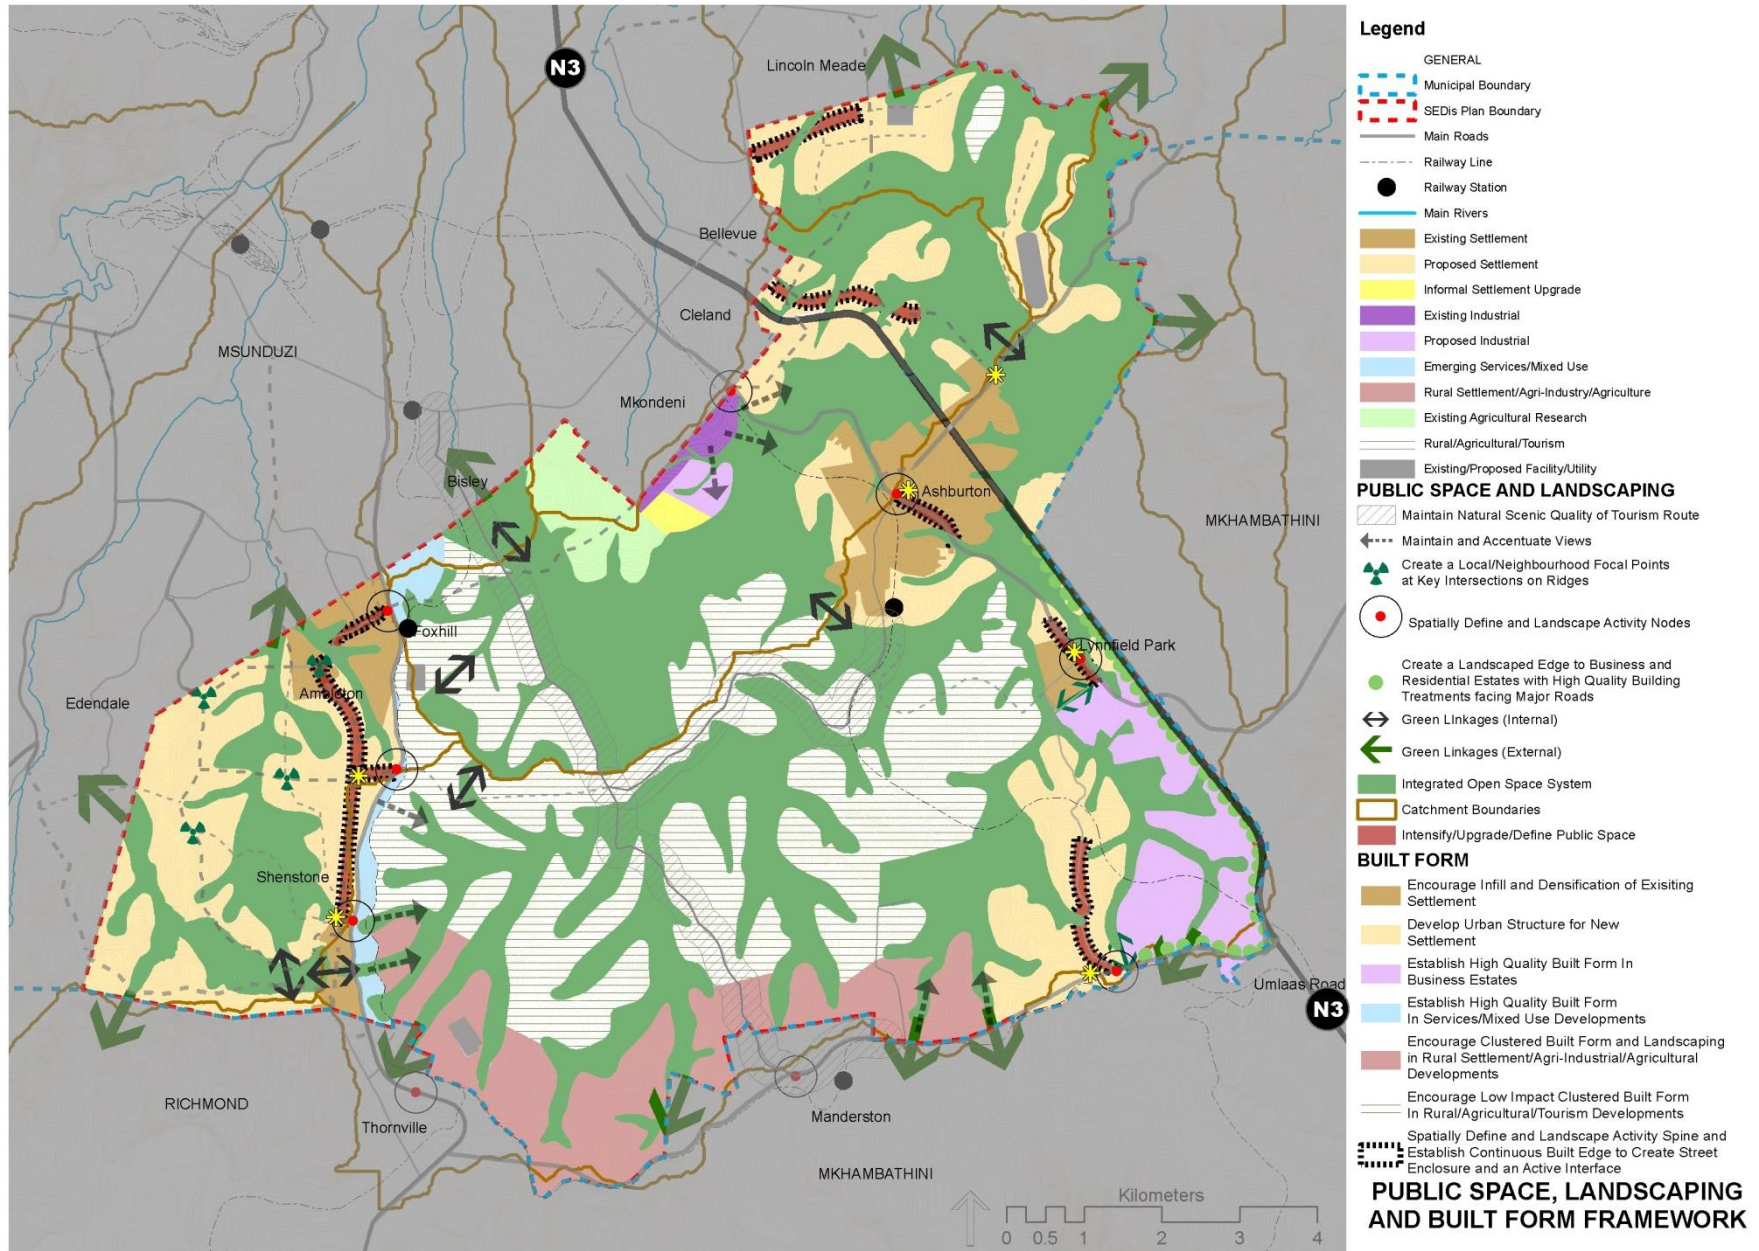 N3
Lincoln Meade
Bellevue
Cleland
MSUNDUZI
Mkondeni
Bisley
Ashburton
MKHAMBATHINI
Foxhill
Lynnfield Park
Edendale
Ambleton
Shenstone
Umlaas Road
N3
RICHMOND
Thornville
Manderston
MKHAMBATHINI
Kilometers
0 0.5 1 2 3 4
Legend
GENERAL
Municipal Boundary
SEDis Plan Boundary
Main Roads
Railway Line
Railway Station
Main Rivers
Existing Settlement
Proposed Settlement
Informal Settlement Upgrade
Existing Industrial
Proposed Industrial
Emerging Services/Mixed Use
Rural Settlement/Agri-Industry/Agriculture
Existing Agricultural Research
Rural/Agricultural/Tourism
Existing/Proposed Facility/Utility
PUBLIC SPACE AND LANDSCAPING
Maintain Natural Scenic Quality of Tourism Route
Maintain and Accentuate Views
Create a Local/Neighbourhood Focal Points
at Key Intersections on Ridges
Spatially Define and Landscape Activity Nodes
Create a Landscaped Edge to Business and
Residential Estates with High Quality Building
Treatments facing Major Roads
Green LInkages (Internal)
Green Linkages (External)
Integrated Open Space System
Catchment Boundaries
Intensify/Upgrade/Define Public Space
BUILT FORM
Encourage Infill and Densification of Exisiting
Settlement
Develop Urban Structure for New
Settlement
Establish High Quality Built Form In
Business Estates
Establish High Quality Built Form
In Services/Mixed Use Developments
Encourage Clustered Built Form and Landscaping
in Rural Settlement/Agri-Industrial/Agricultural
Developments
Encourage Low Impact Clustered Built Form
In Rural/Agricultural/Tourism Developments
Spatially Define and Landscape Activity Spine and
Establish Continuous Built Edge to Create Street
Enclosure and an Active Interface
PUBLIC SPACE, LANDSCAPING
AND BUILT FORM FRAMEWORK